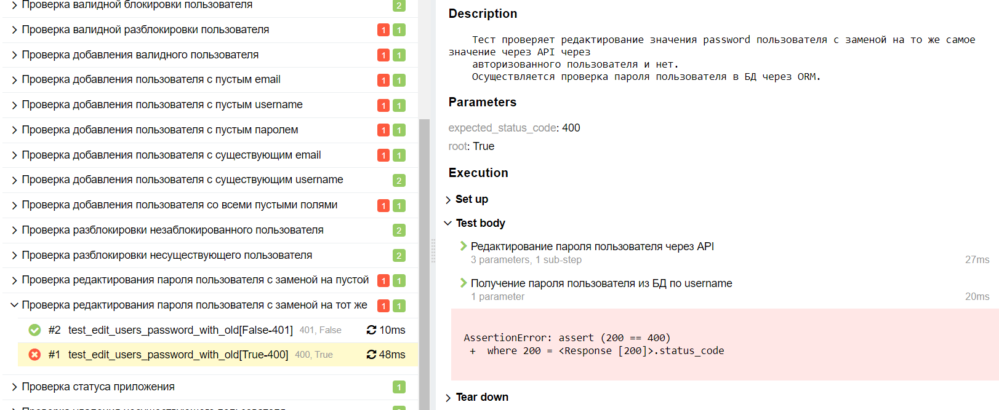 Проверка валидной блокировки пользователя 2
Проверка валидной разблокировки пользователя 1 1
Проверка добавления валидного пользователя 1 1
Проверка добавления пользователя с пустым email 1 1
Проверка добавления пользователя с пустым username 1 1
Проверка добавления пользователя с пустым паролем 1 1
Проверка добавления пользователя с существующим email 1 1
Проверка добавления пользователя с существующим username 2
Проверка добавления пользователя со всеми пустыми полями 1 1
Проверка разблокировки незаблокированного пользователя 2
Проверка разблокировки несуществующего пользователя 2
Проверка редактирования пароля пользователя с заменой на пустой 1 1
Проверка редактирования пароля пользователя с заменой на тот же 1 1
#2 test_edit_users_password_with_old[False-401] 401, False 10ms
#1 test_edit_users_password_with_old[True-400] 400, True 48ms
Проверка статуса приложения 1
Description
Тест проверяет редактирование значения password пользователя с заменой на то же самое
значение через API через
авторизованного пользователя и нет.
Осуществляется проверка пароля пользователя в БД через ORM.
Parameters
expected_status_code: 400
root: True
Execution
Set up
Test body
Редактирование пароля пользователя через API
3 parameters, 1 sub-step 27ms
Получение пароля пользователя из БД по username
1 parameter 20ms
AssertionError: assert (200 == 400)
+ where 200 = <Response [200]>.status_code
Tear down